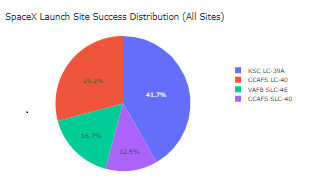 SpaceX Launch Site Success Distribution (All Sites)
KSC LC-39A
CCAFS LC-40
VAFB SLC-4E
CCAFS SLC-40
29.2%
41.7%
16.7%
12.5%